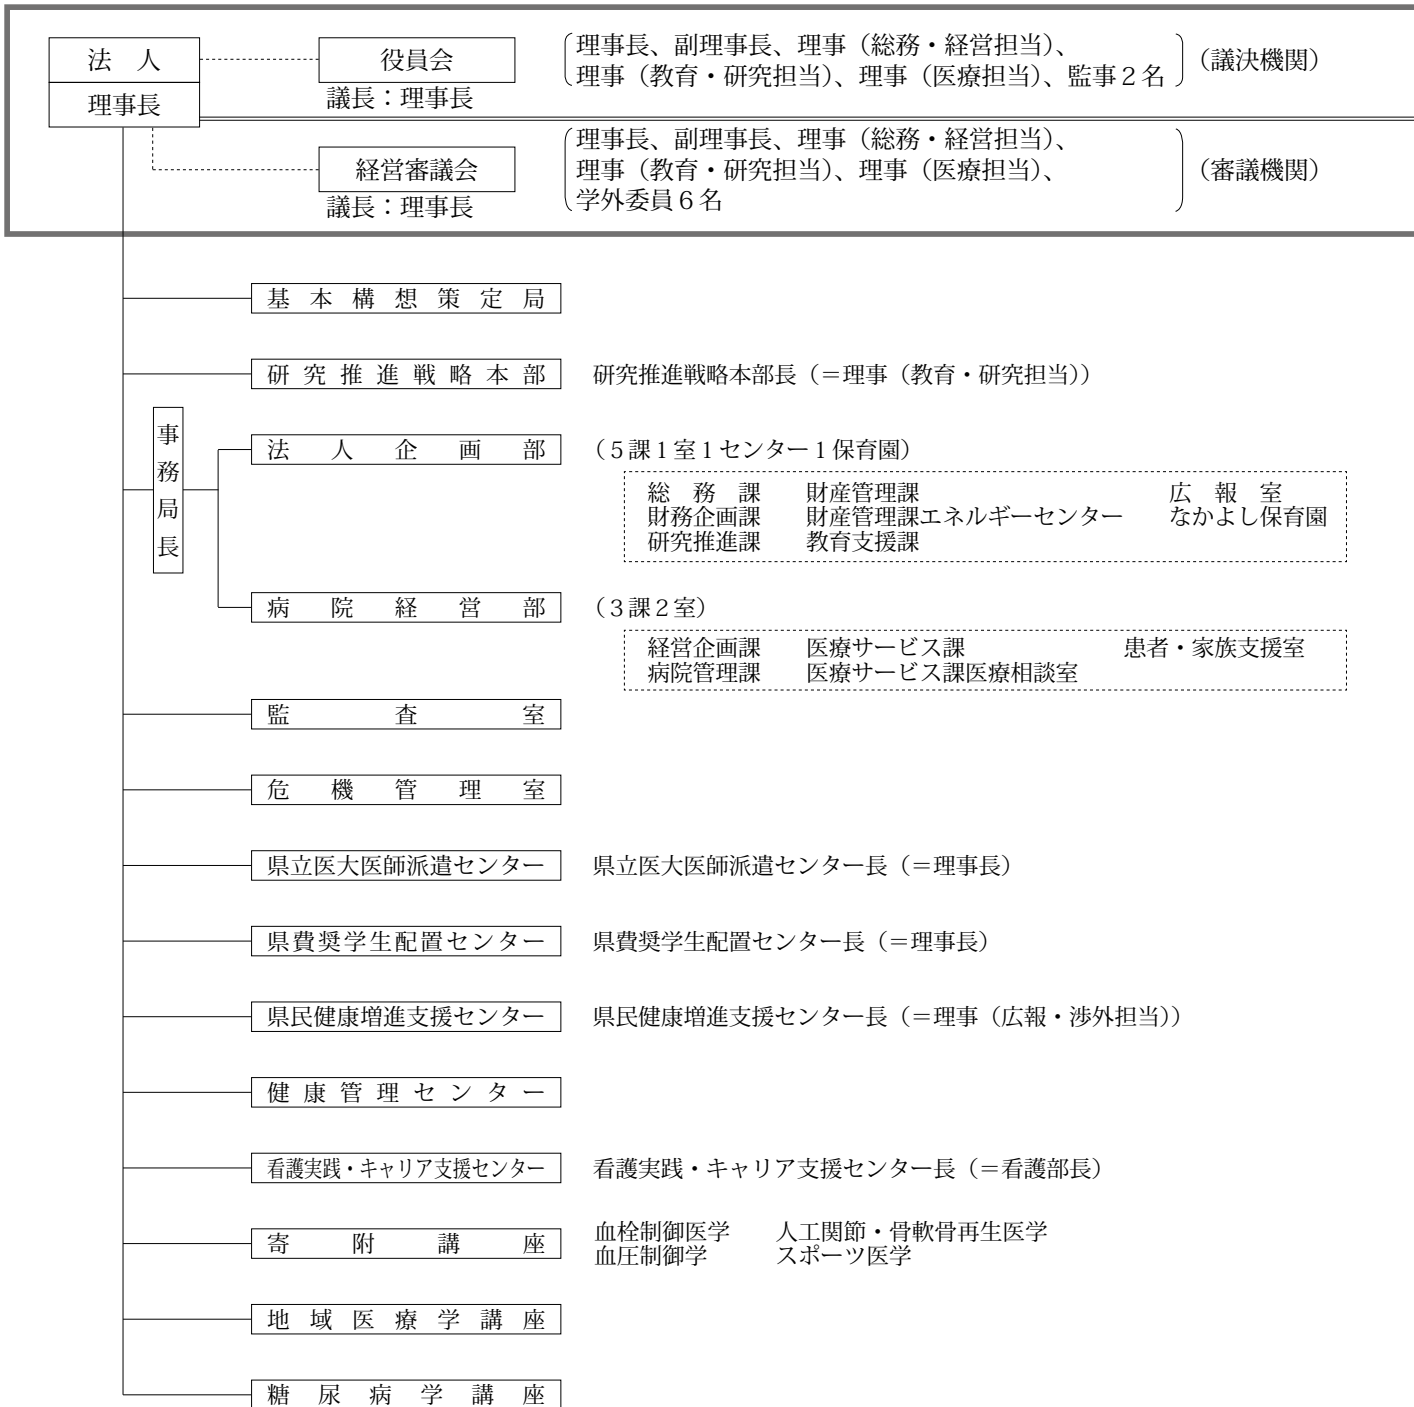 法　人
理事長
役員会
議長：理事長
理事長、副理事長、理事（総務・経営担当）、
理事（教育・研究担当）、理事（医療担当）、監事２名
（議決機関）
経営審議会
議長：理事長
理事長、副理事長、理事（総務・経営担当）、
理事（教育・研究担当）、理事（医療担当）、
学外委員６名
（審議機関）
基本構想策定局
研究推進戦略本部　研究推進戦略本部長（＝理事（教育・研究担当））
事務局長
法人企画部　（５課１室１センター１保育園）
総務課　財産管理課　広報室
財務企画課　財産管理課エネルギーセンター　なかよし保育園
研究推進課　教育支援課
病院経営部　（３課２室）
経営企画課　医療サービス課　患者・家族支援室
病院管理課　医療サービス課医療相談室
監査室
危機管理室
県立医大医師派遣センター　県立医大医師派遣センター長（＝理事長）
県費奨学生配置センター　県費奨学生配置センター長（＝理事長）
県民健康増進支援センター　県民健康増進支援センター長（＝理事（広報・渉外担当））
健康管理センター
看護実践・キャリア支援センター　看護実践・キャリア支援センター長（＝看護部長）
寄附講座
血栓制御医学　人工関節・骨軟骨再生医学
血圧制御学　スポーツ医学
地域医療学講座
糖尿病学講座